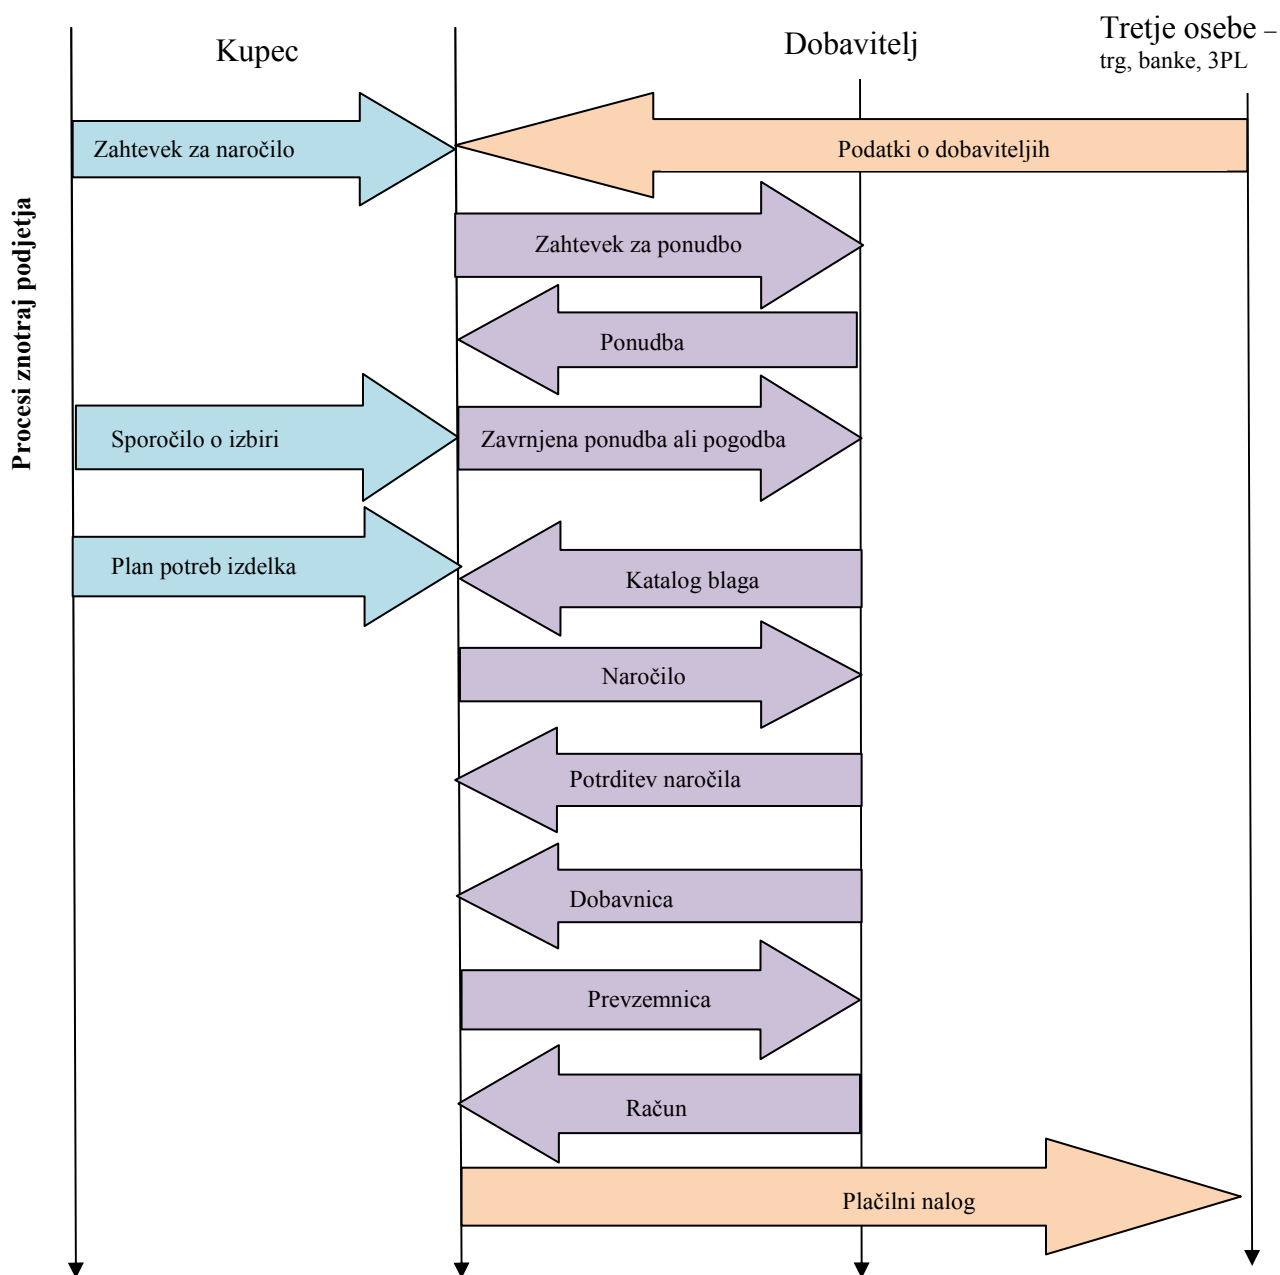 Kupec
Dobavitelj
Tretje osebe –
trg, banke, 3PL
Procesi znotraj podjetja
Zahtevek za naročilo
Podatki o dobaviteljih
Zahtevek za ponudbo
Ponudba
Sporočilo o izbiri
Zavrnjena ponudba ali pogodba
Plan potreb izdelka
Katalog blaga
Naročilo
Potrditev naročila
Dobavnica
Prevzemnica
Račun
Plačilni nalog